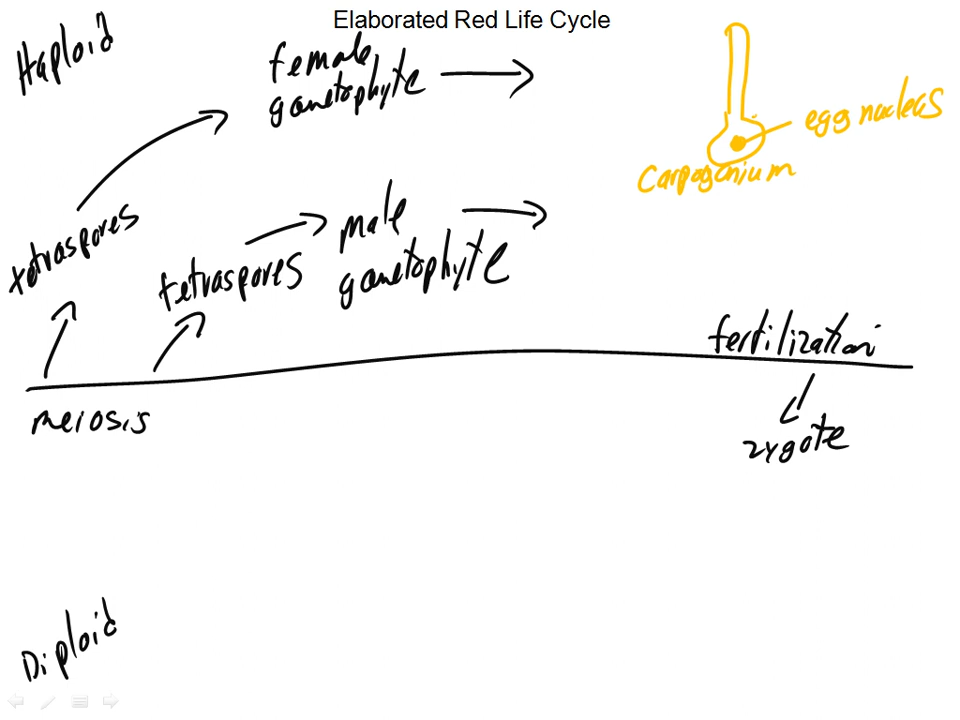 Elaborated Red Life Cycle
Haploid
female
gametophyte
egg nucleus
carpogonium
tetraspores
tetraspores
male
gametophyte
fertilization
meiosis
zygote
Diploid